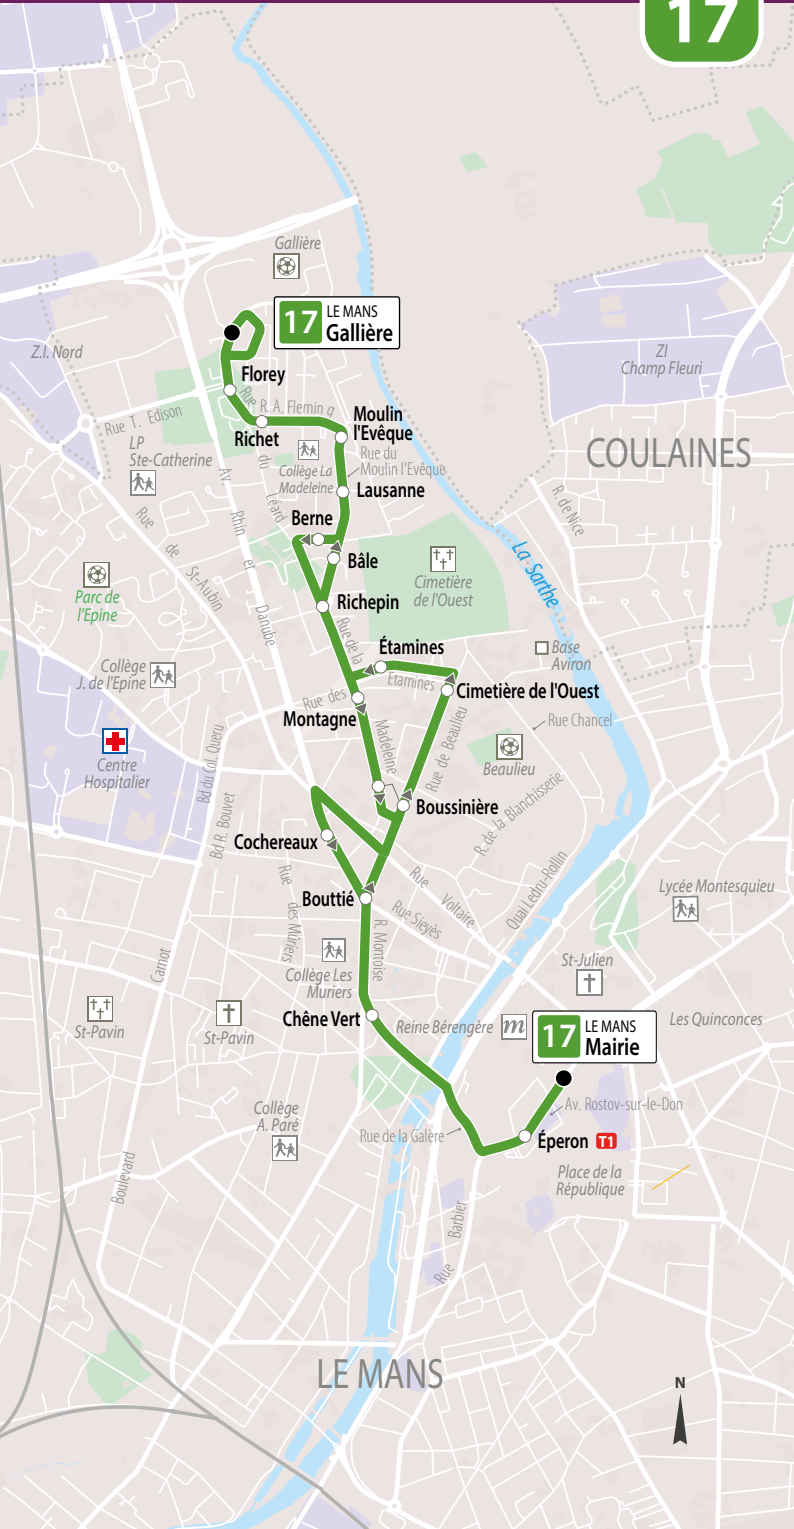 17
Gallière
17
LE MANS
Gallière
Z.I. Nord
ZI
Champ Fleuri
Florey
Rue
R. A. Fleming
Rue T. Edison
Richet
Moulin
l'Evêque
COULAINES
LP
Ste-Catherine
Collège La
Madeleine
Rue du
Moulin l'Evêque
du
Léard
Av.
Rhin
et
Danube
Lausanne
R. de Nice
Rue
de
St-Aubin
Berne
Bâle
La Sarthe
Cimetière
de l'Ouest
Parc de
l'Epine
Richepin
Rue de la
Madeleine
Étamines
Base
Aviron
Collège
J. de l'Epine
Rue des
Etamines
Cimetière de l'Ouest
Montagne
Rue Chancel
Rue de Beaulieu
Beaulieu
Centre
Hospitalier
Bd du Col. Queru
Bd R. Bouvet
R. de la Blanchisserie
Boussinière
Cochereaux
Rue
des Mûriers
Rue
Voltaire
Quai Ledru-Rollin
Lycée Montesquieu
Bouttié
Rue Sieyès
R. Montoise
Carnot
Collège Les
Muriers
St-Julien
St-Pavin
St-Pavin
Chêne Vert
Reine Bérengère
m
17
LE MANS
Mairie
Les Quinconces
Collège
A. Paré
Av. Rostov-sur-le-Don
Rue de la Galère
Éperon
T1
Place de la
République
Boulevard
Rue
Barbier
LE MANS
N